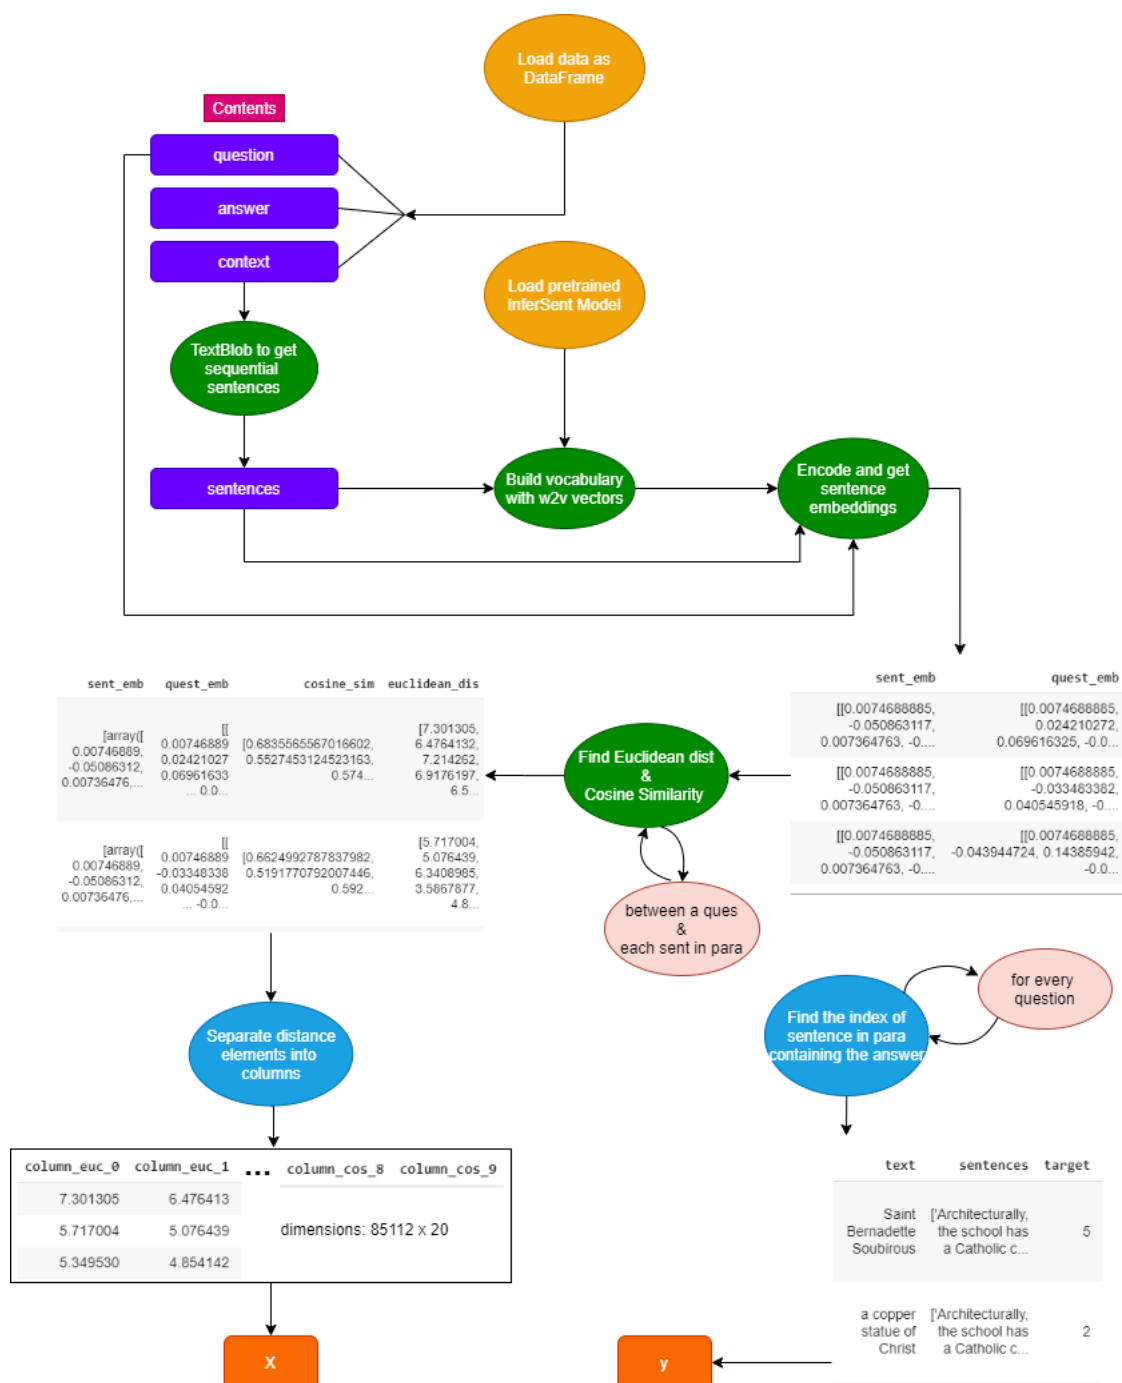 Load data as
DataFrame
Contents
question
answer
context
Load pretrained
InferSent Model
TextBlob to get
sequential
sentences
sentences
Build vocabulary
with w2v vectors
Encode and get
sentence
embeddings
sent_emb quest_emb cosine_sim euclidean_dis
[array([
0.00746889,
-0.05086312,
0.00736476,...
[[
0.00746889
0.02421027
0.06961633
... 0.0...
[0.6835565567016602,
0.5527453124523163,
0.574...
[7.301305,
6.4764132,
7.214262,
6.9176197,
6.5...
[array([
0.00746889,
-0.05086312,
0.00736476,...
[[
0.00746889
-0.03348338
0.04054592
... -0.0...
[0.6624992787837982,
0.5191770792007446,
0.592...
[5.717004,
5.076439,
6.3408985,
3.5867877,
4.8...
Find Euclidean dist
&
Cosine Similarity
between a ques
&
each sent in para
sent_emb quest_emb
[[0.0074688885,
-0.050863117,
0.007364763, -0....
[[0.0074688885,
0.024210272,
0.069616325, -0.0...
[[0.0074688885,
-0.050863117,
0.007364763, -0....
[[0.0074688885,
-0.033483382,
0.040545918, -0....
[[0.0074688885,
-0.050863117,
0.007364763, -0....
[[0.0074688885,
-0.043944724, 0.14385942,
-0.0...
Separate distance
elements into
columns
Find the index of
sentence in para
containing the answer
for every
question
column_euc_0 column_euc_1 ... column_cos_8 column_cos_9
7.301305 6.476413
5.717004 5.076439
5.349530 4.854142
dimensions: 85112 x 20
text sentences target
Saint
Bernadette
Soubirous
['Architecturally,
the school has
a Catholic c...
5
a copper
statue of
Christ
['Architecturally,
the school has
a Catholic c...
2
X
y